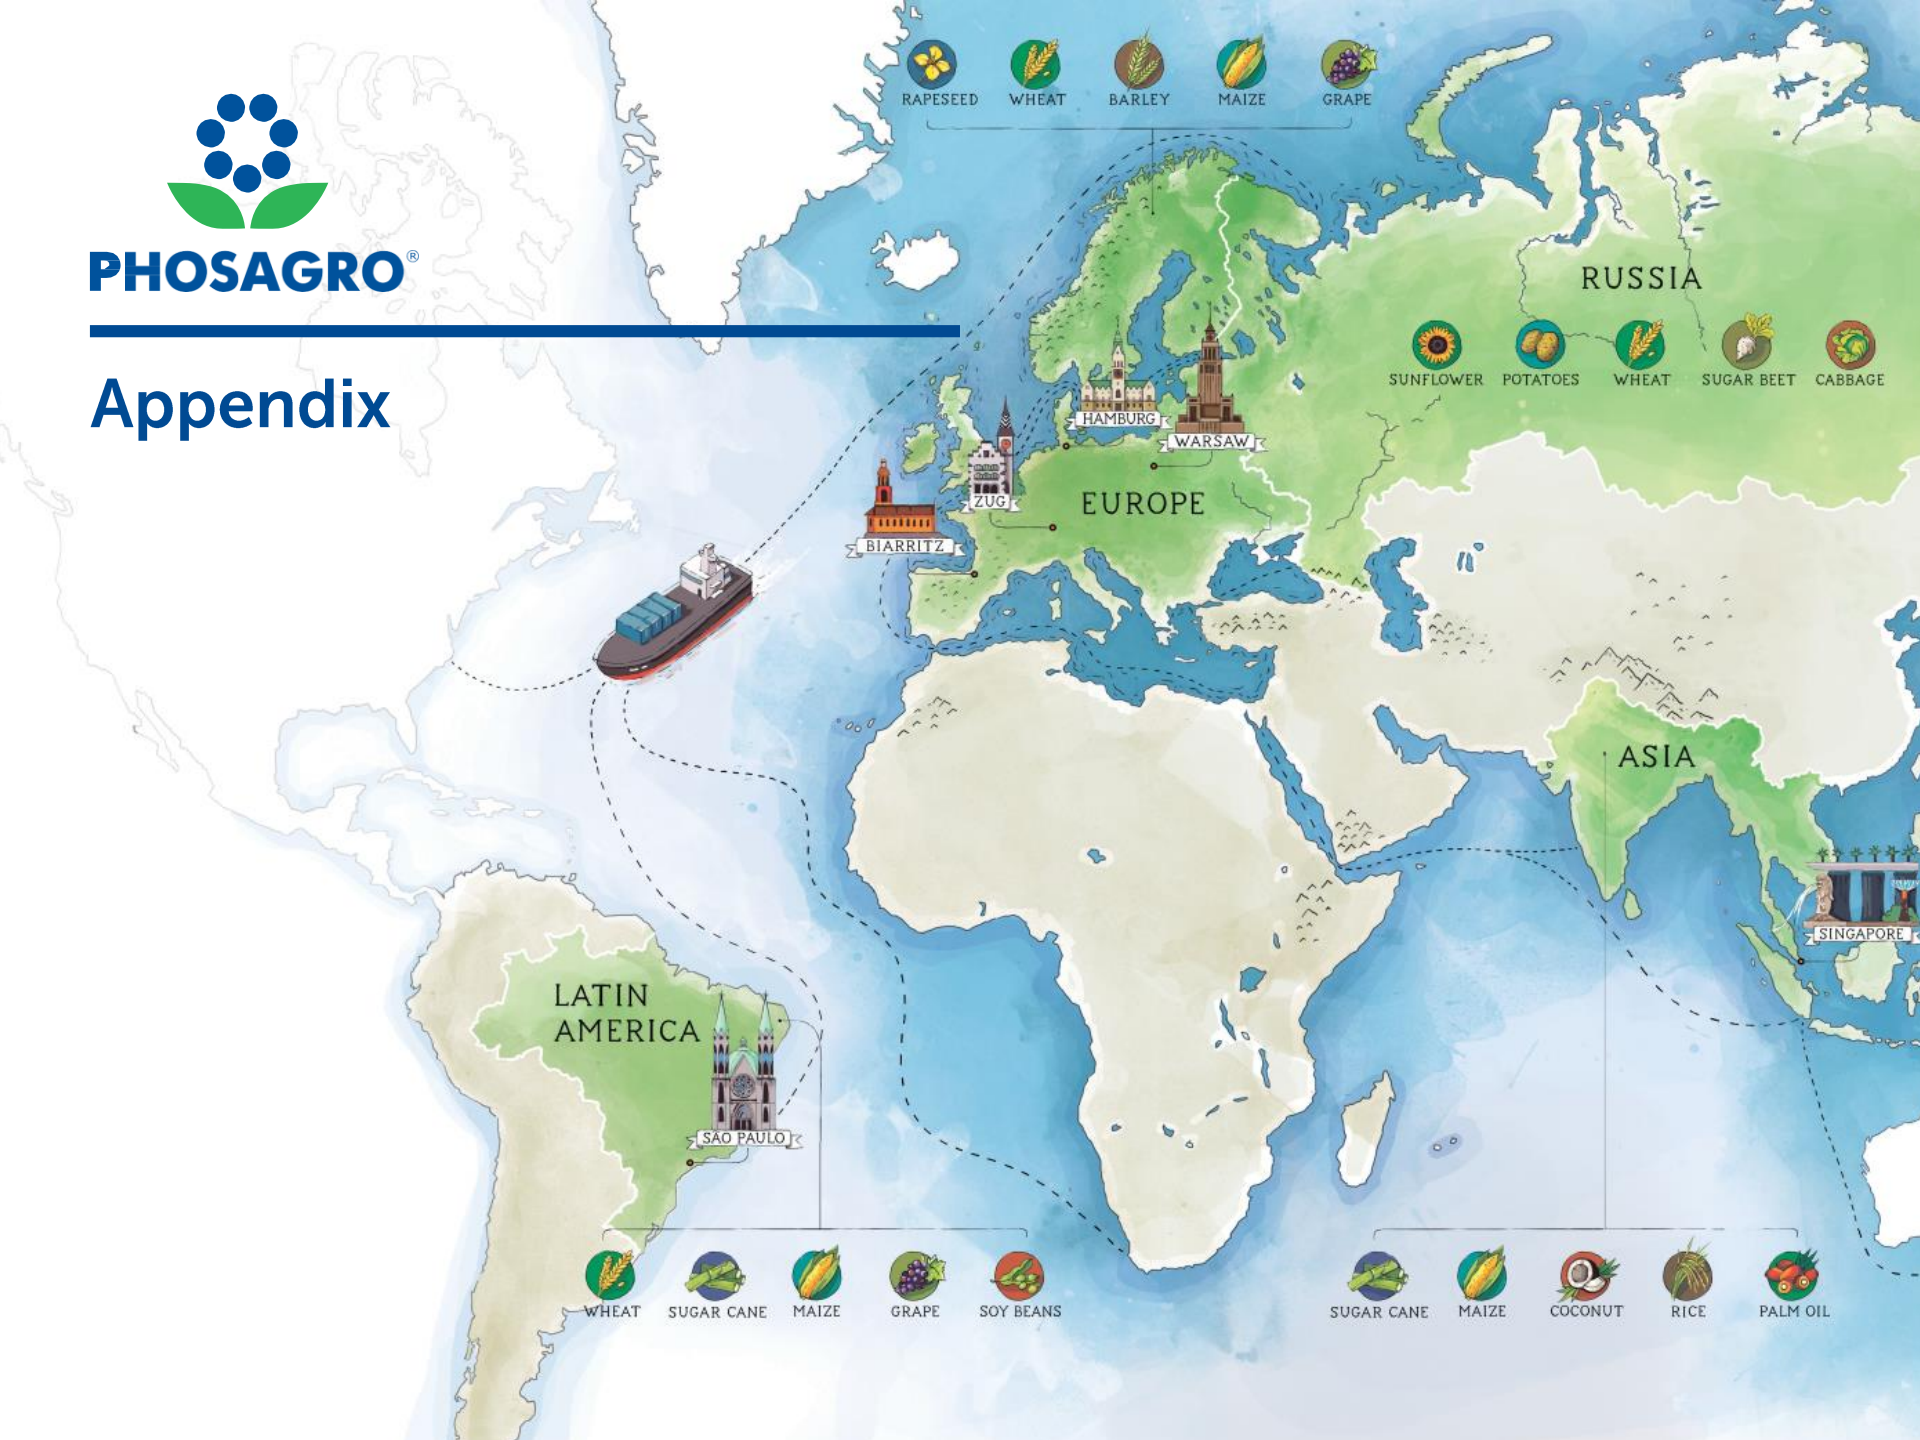 RAPESEED WHEAT BARLEY MAIZE GRAPE
PHOSAGRO®
Appendix
RUSSIA
SUNFLOWER POTATOES WHEAT SUGAR BEET CABBAGE
HAMBURG
WARSAW
ZUG
EUROPE
BIARRITZ
ASIA
SINGAPORE
LATIN
AMERICA
SÃO PAULO
WHEAT SUGAR CANE MAIZE GRAPE SOY BEANS
SUGAR CANE MAIZE COCONUT RICE PALM OIL